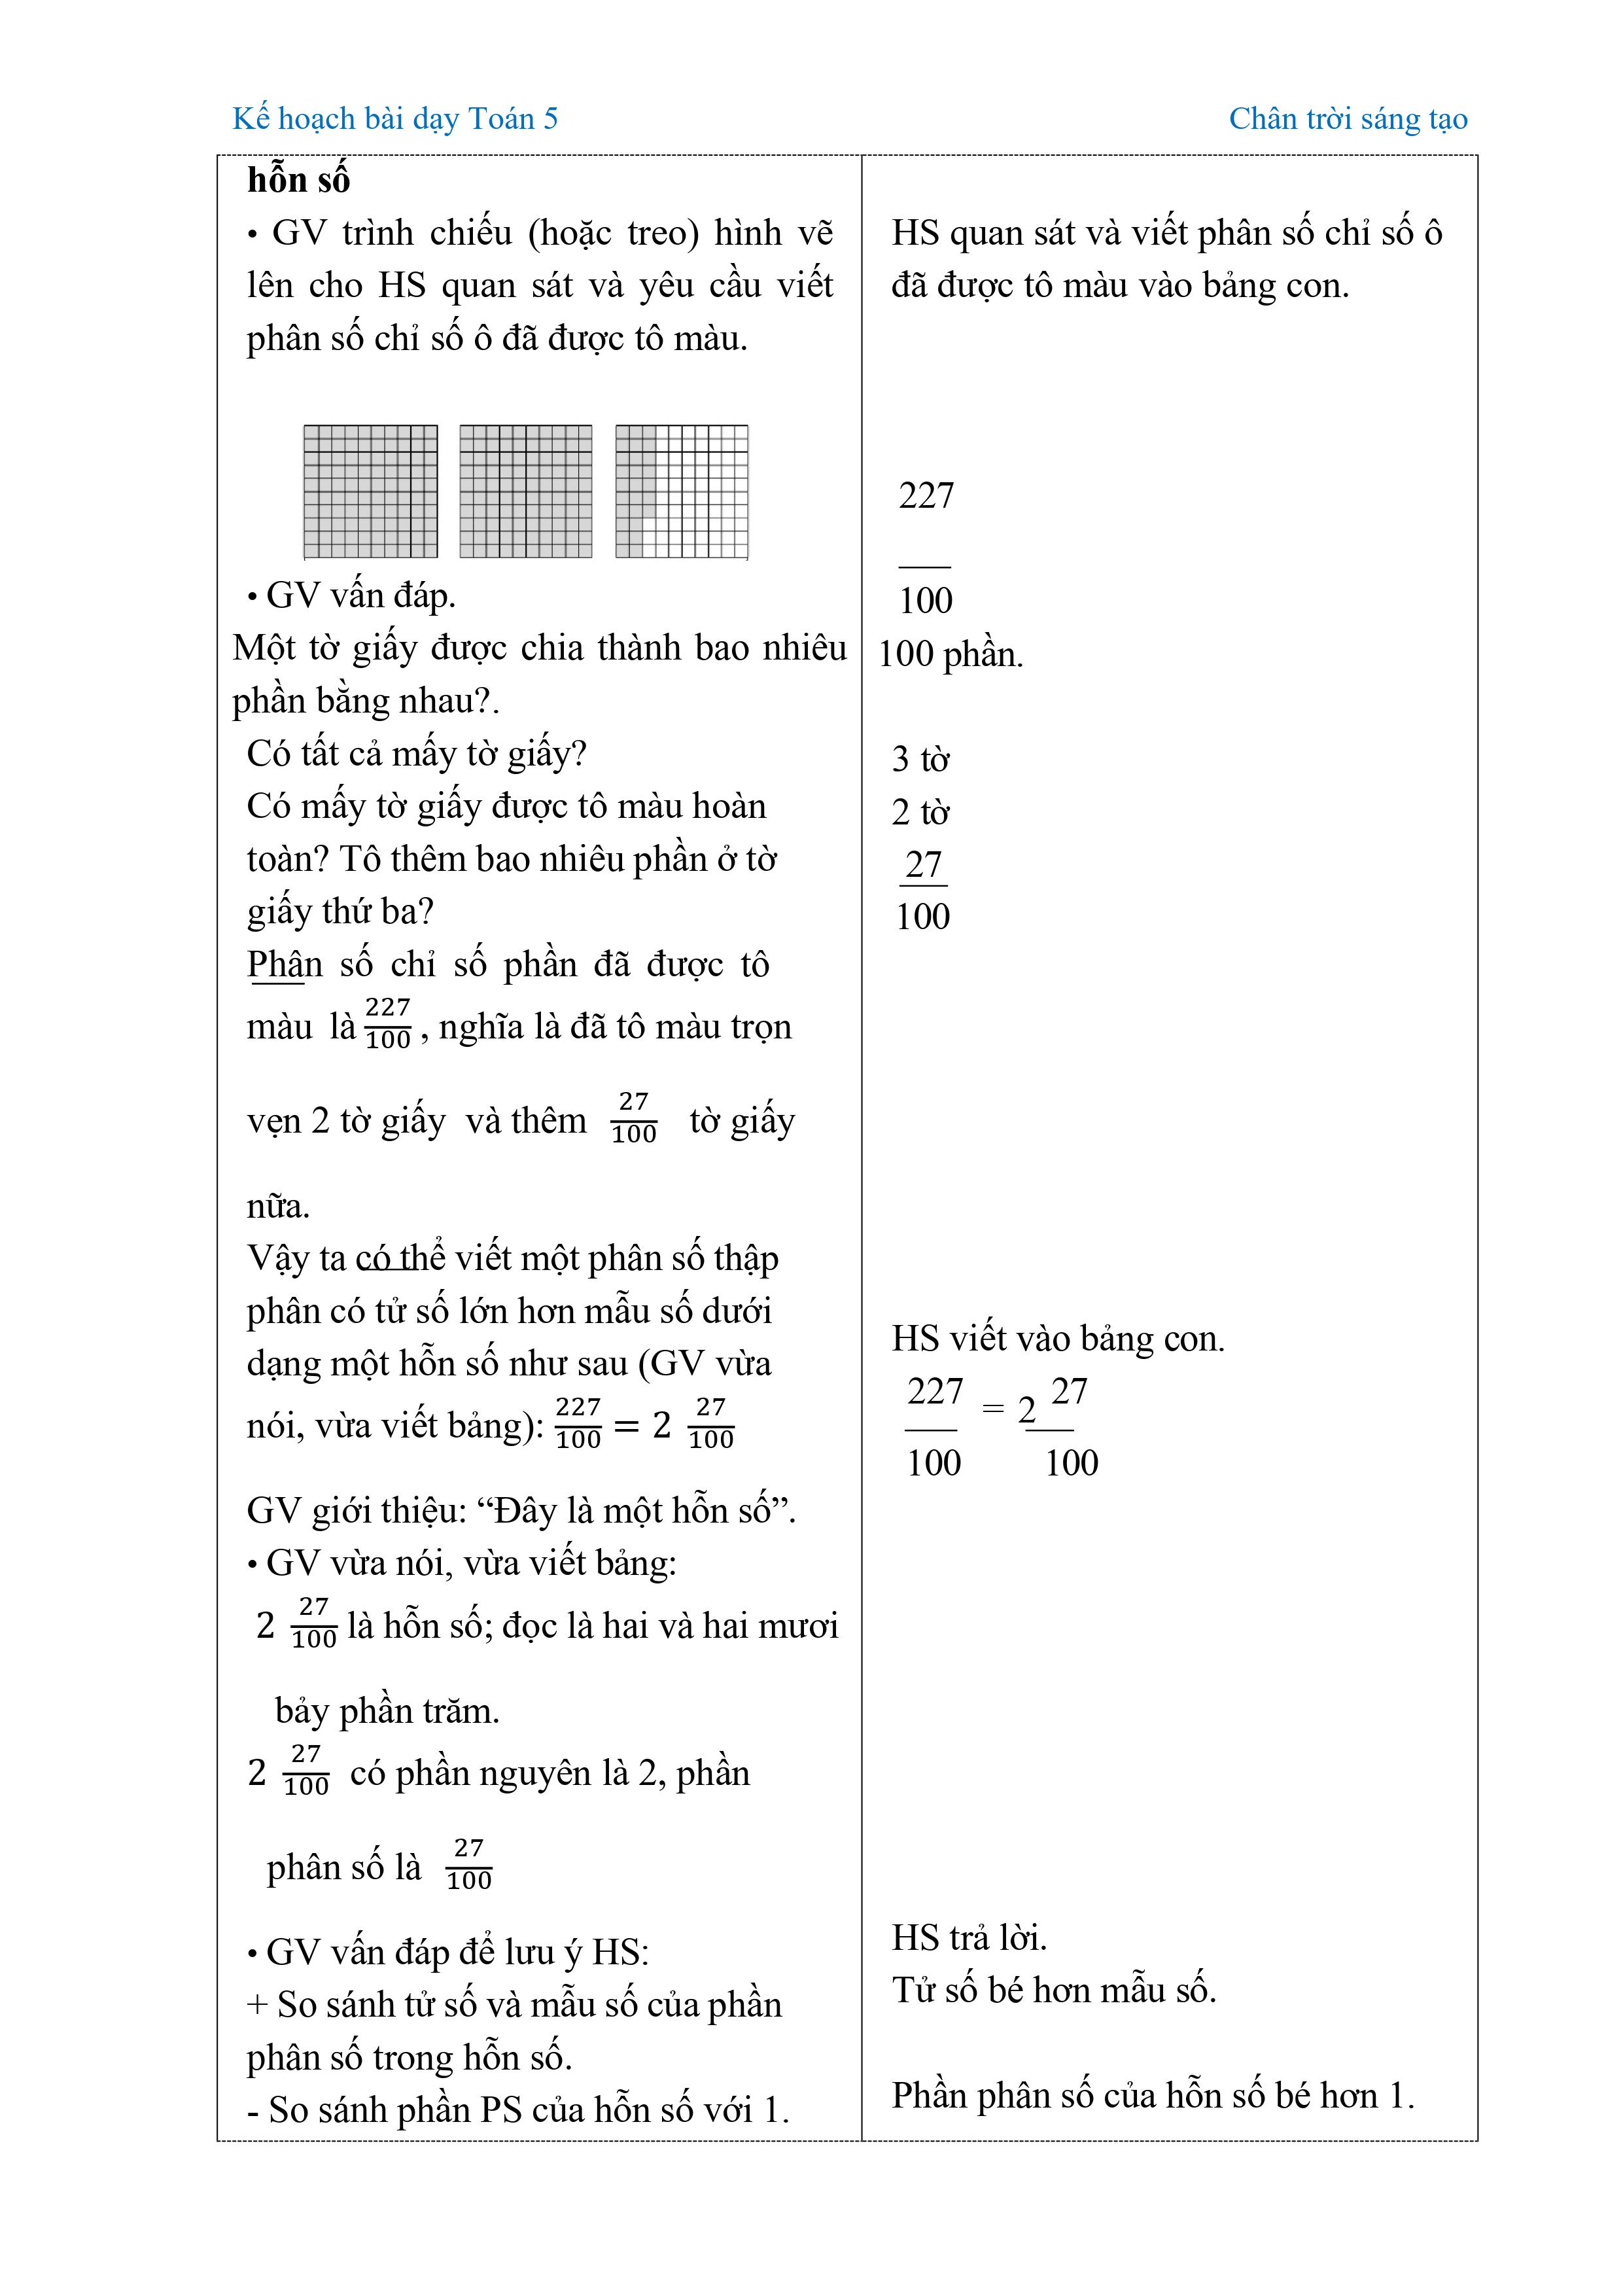 Kế hoạch bài dạy Toán 5
Chân trời sáng tạo
hỗn số
• GV trình chiếu (hoặc treo) hình vẽ
lên cho HS quan sát và yêu cầu viết
phân số chỉ số ô đã được tô màu.
• GV vấn đáp.
Một tờ giấy được chia thành bao nhiêu
phần bằng nhau?.
Có tất cả mấy tờ giấy?
Có mấy tờ giấy được tô màu hoàn
toàn? Tô thêm bao nhiêu phần ở tờ
giấy thứ ba?
Phân số chỉ số phần đã được tô
màu là 227/100 , nghĩa là đã tô màu trọn
vẹn 2 tờ giấy và thêm 27/100 tờ giấy
nữa.
Vậy ta có thể viết một phân số thập
phân có tử số lớn hơn mẫu số dưới
dạng một hỗn số như sau (GV vừa
nói, vừa viết bảng): 227/100 = 2 27/100
GV giới thiệu: “Đây là một hỗn số”.
• GV vừa nói, vừa viết bảng:
2 27/100 là hỗn số; đọc là hai và hai mươi
bảy phần trăm.
2 27/100 có phần nguyên là 2, phần
phân số là 27/100
• GV vấn đáp để lưu ý HS:
+ So sánh tử số và mẫu số của phần
phân số trong hỗn số.
- So sánh phần PS của hỗn số với 1.
HS quan sát và viết phân số chỉ số ô
đã được tô màu vào bảng con.
227
100
100 phần.
3 tờ
2 tờ
27
100
HS viết vào bảng con.
227/100 = 2 27/100
HS trả lời.
Tử số bé hơn mẫu số.
Phần phân số của hỗn số bé hơn 1.